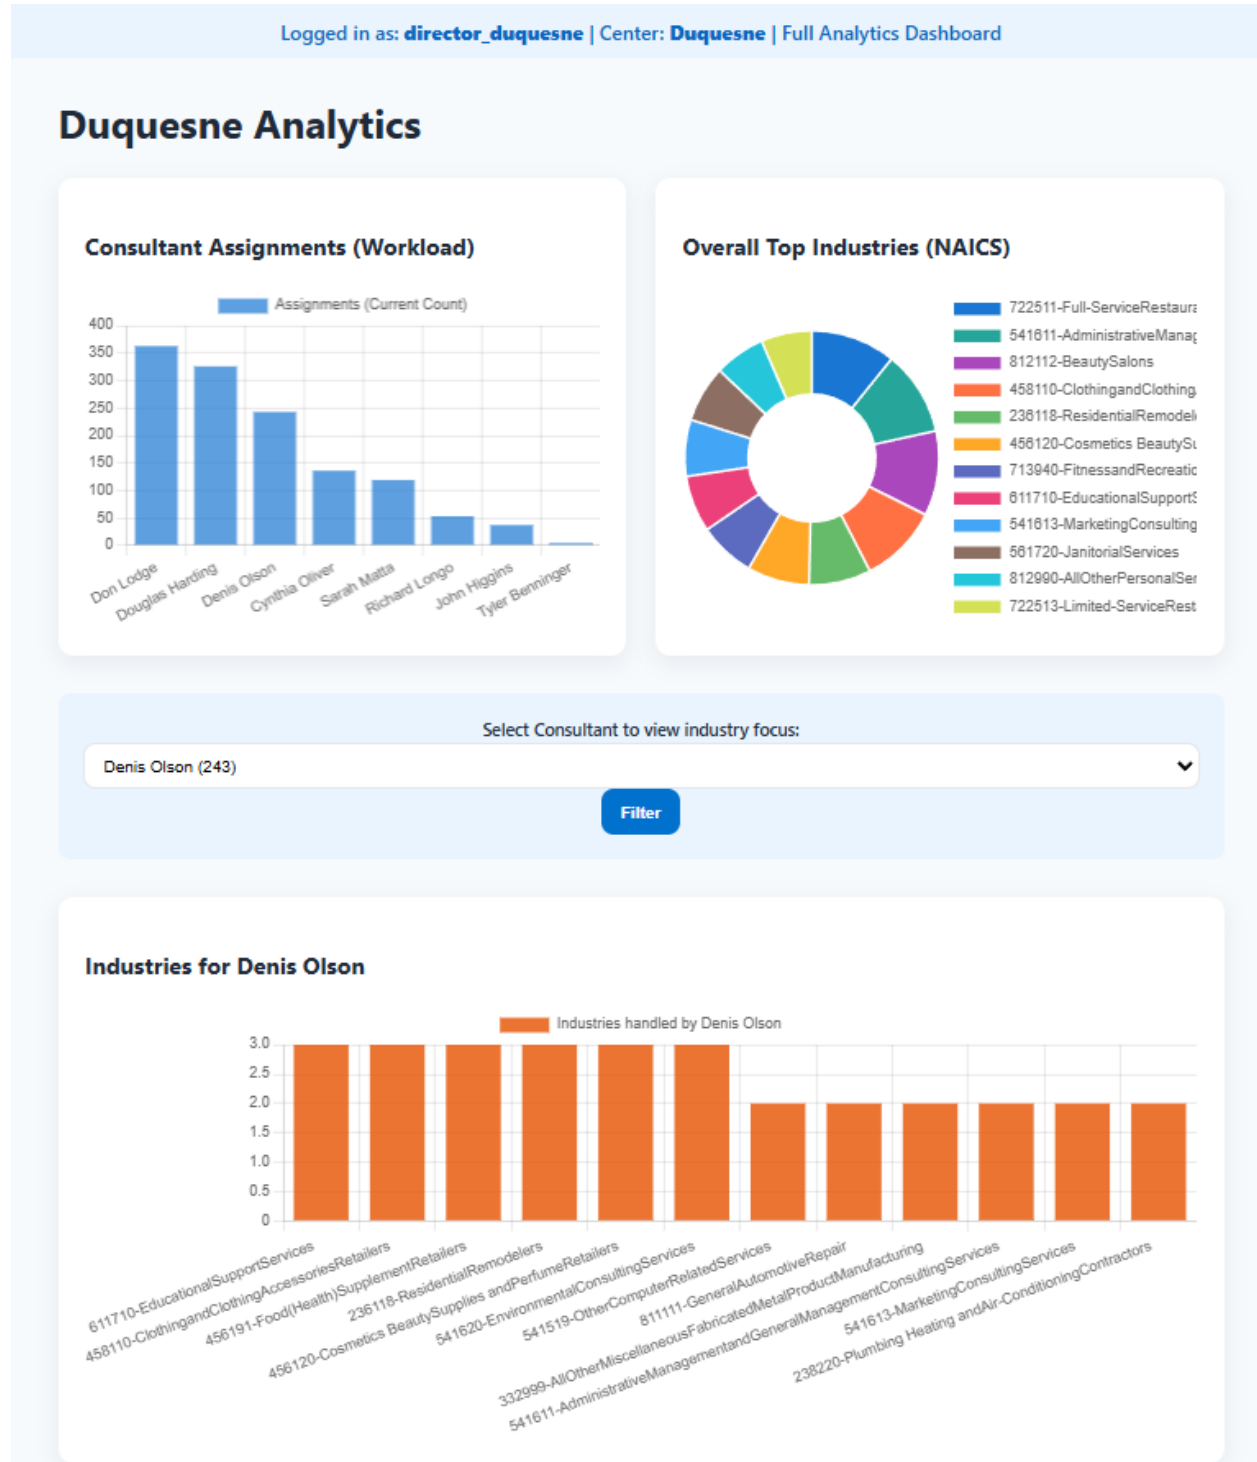 Logged in as: director_duquesne | Center: Duquesne | Full Analytics Dashboard
Duquesne Analytics
Consultant Assignments (Workload)
Assignments (Current Count)
400
350
300
250
200
150
100
50
0
Don Lodge
Douglas Harding
Denis Olson
Cynthia Oliver
Sarah Matta
Richard Longo
John Higgins
Tyler Benninger
Overall Top Industries (NAICS)
722511-Full-ServiceRestaura
541611-AdministrativeManag
812112-BeautySalons
458110-ClothingandClothing
236118-ResidentialRemodel
456120-Cosmetics BeautySu
713940-FitnessandRecreatic
611710-EducationalSupportS
541613-MarketingConsulting
561720-JanitorialServices
812990-AllOtherPersonalSer
722513-Limited-ServiceRest
Select Consultant to view industry focus:
Denis Olson (243)
Filter
Industries for Denis Olson
Industries handled by Denis Olson
3.0
2.5
2.0
1.5
1.0
0.5
0
611710-EducationalSupportServices
458110-ClothingandClothingAccessoriesRetailers
456191-Food(Health)SupplementRetailers
236118-ResidentialRemodelers
456120-Cosmetics BeautySupplies andPerfumeRetailers
541620-EnvironmentalConsultingServices
541519-OtherComputerRelatedServices
811111-GeneralAutomotiveRepair
332999-AllOtherMiscellaneousFabricatedMetalProductManufacturing
541611-AdministrativeManagementandGeneralManagementConsultingServices
541613-MarketingConsultingServices
238220-Plumbing Heating andAir-ConditioningContractors